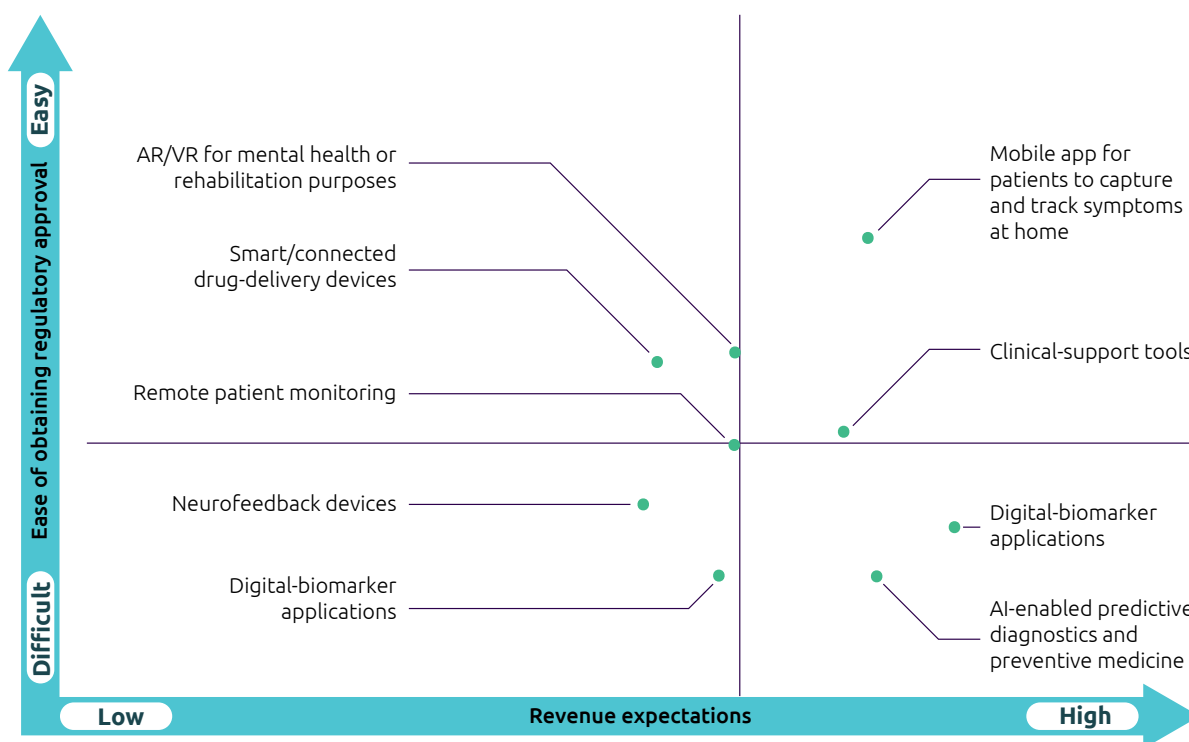 Easy
Ease of obtaining regulatory approval
Difficult
AR/VR for mental health or
rehabilitation purposes
Smart/connected
drug-delivery devices
Remote patient monitoring
Neurofeedback devices
Digital-biomarker
applications
Mobile app for
patients to capture
and track symptoms
at home
Clinical-support tools
Digital-biomarker
applications
AI-enabled predictive
diagnostics and
preventive medicine
Low
Revenue expectations
High